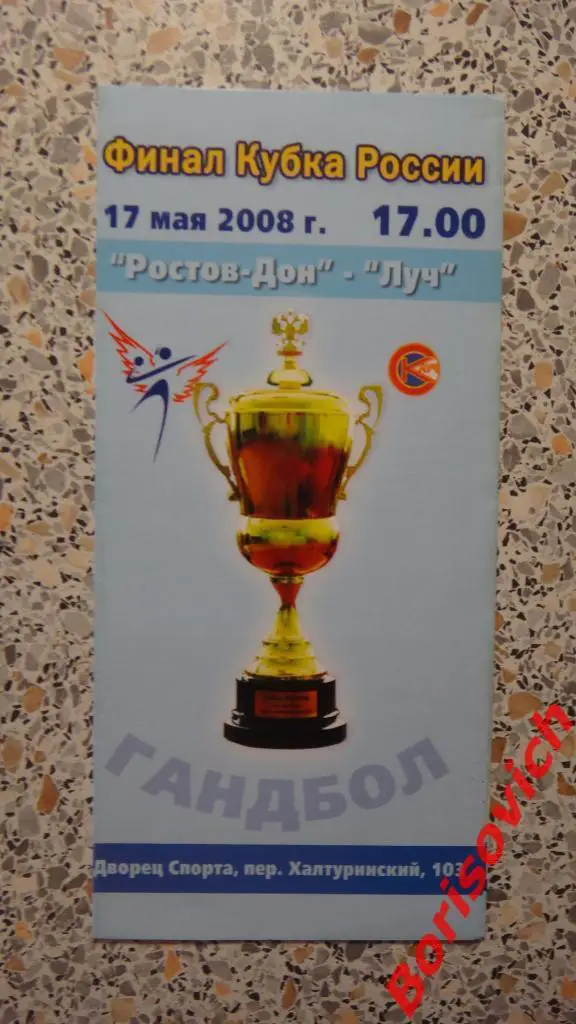 Финал Кубка России
17 мая 2008 г. 17.00
"Ростов-Дон" - "Луч"
ГАНДБОЛ
Дворец Спорта, пер. Халтуринский, 103
Borisovich